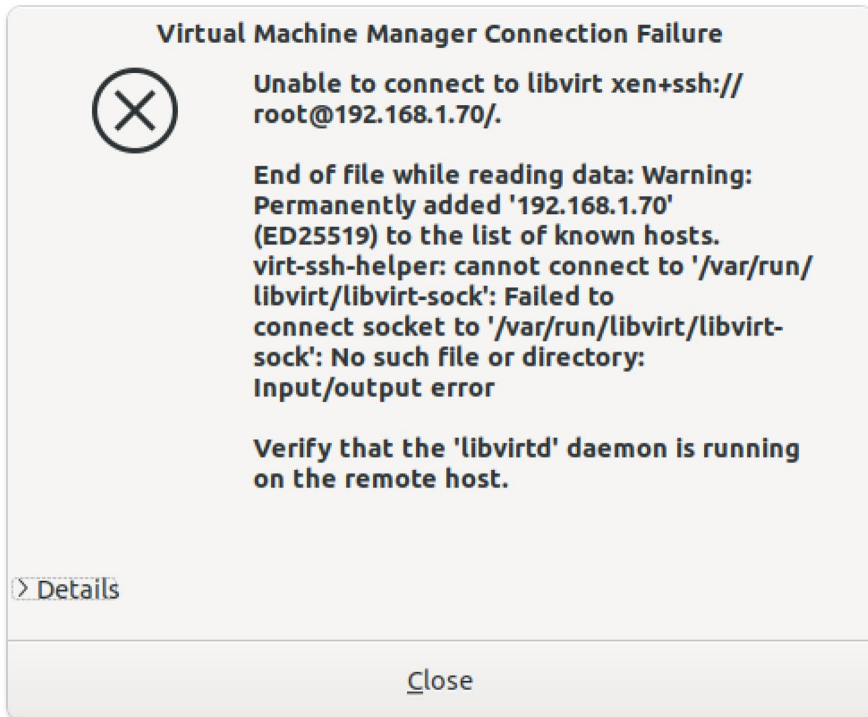 Virtual Machine Manager Connection Failure
Unable to connect to libvirt xen+ssh://
root@192.168.1.70/.
End of file while reading data: Warning:
Permanently added '192.168.1.70'
(ED25519) to the list of known hosts.
virt-ssh-helper: cannot connect to '/var/run/
libvirt/libvirt-sock': Failed to
connect socket to '/var/run/libvirt/libvirt-
sock': No such file or directory:
Input/output error
Verify that the 'libvirtd' daemon is running
on the remote host.
Details
Close